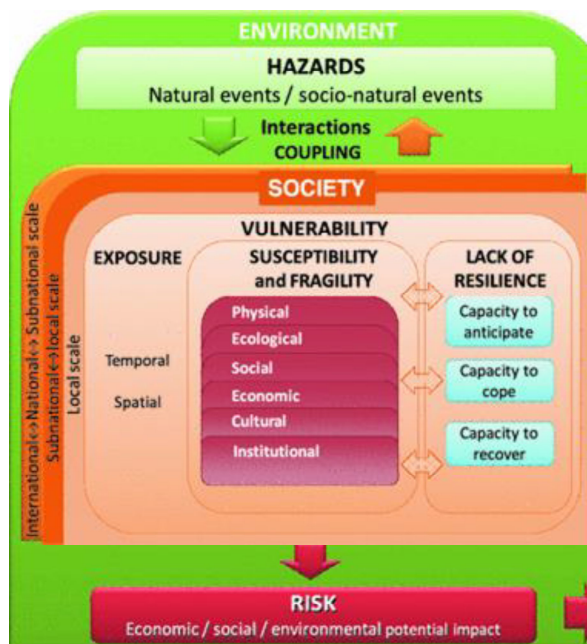 ENVIRONMENT
HAZARDS
Natural events / socio-natural events
Interactions
COUPLING
SOCIETY
International<->National<-> Subnational scale
Subnational<->local scale
Local scale
VULNERABILITY
EXPOSURE
Temporal
Spatial
SUSCEPTIBILITY
and FRAGILITY
Physical
Ecological
Social
Economic
Cultural
Institutional
LACK OF
RESILIENCE
Capacity to
anticipate
Capacity to
cope
Capacity to
recover
RISK
Economic / social / environmental potential impact